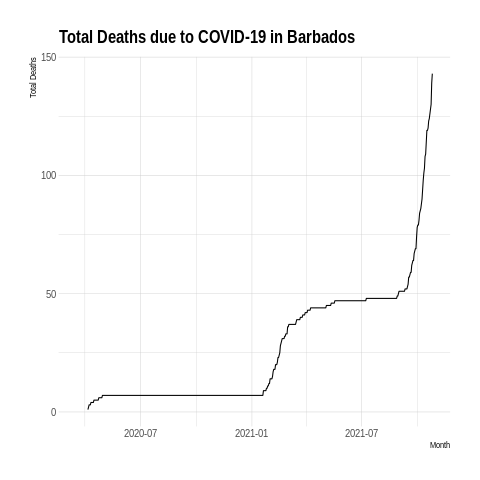 Total Deaths due to COVID-19 in Barbados
Total Deaths
150
100
50
0
2020-07
2021-01
2021-07
Month